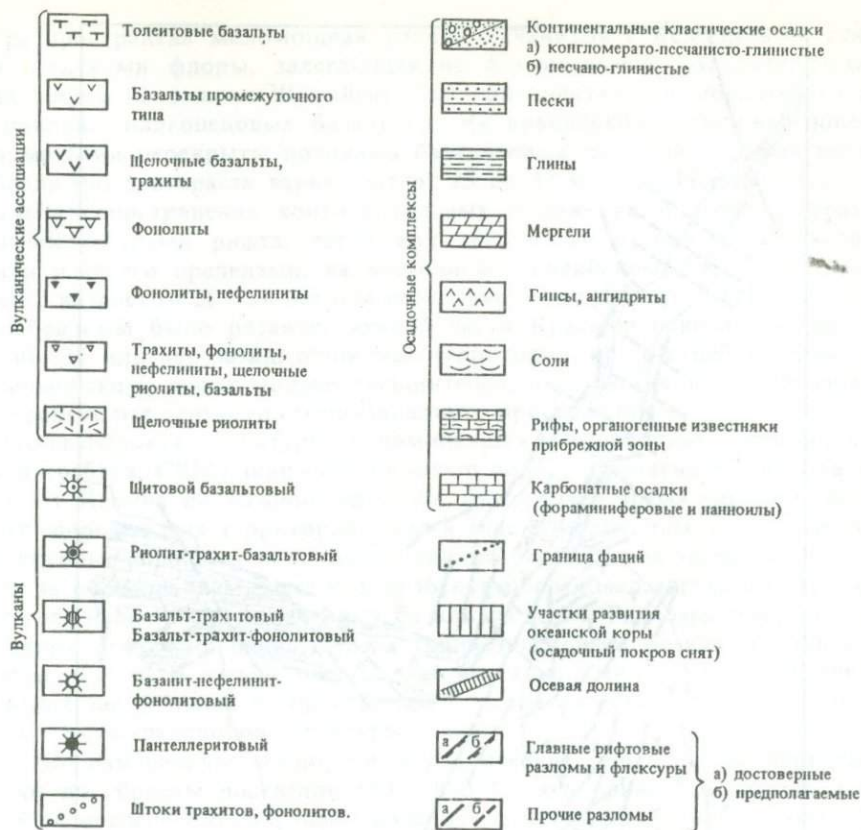 Вулканические ассоциации
Толеитовые базальты
Базальты промежуточного
типа
Щелочные базальты,
трахиты
Фонолиты
Фонолиты, нефелиниты
Трахиты, фонолиты,
нефелиниты, щелочные
риолиты, базальты
Щелочные риолиты
Вулканы
Щитовой базальтовый
Риолит-трахит-базальтовый
Базальт-трахитовый
Базальт-трахит-фонолитовый
Базанит-нефелинит-
фонолитовый
Пантеллеритовый
Штоки трахитов, фонолитов.
Осадочные комплексы
Континентальные кластические осадки
а) конгломерато-песчанисто-глинистые
б) песчано-глинистые
Пески
Глины
Мергели
Гипсы, ангидриты
Соли
Рифы, органогенные известняки
прибрежной зоны
Карбонатные осадки
(фораминиферовые и нанноилы)
Граница фаций
Участки развития
океанской коры
(осадочный покров снят)
Осевая долина
а б
Главные рифтовые
разломы и флексуры
а б
Прочие разломы
а) достоверные
б) предполагаемые